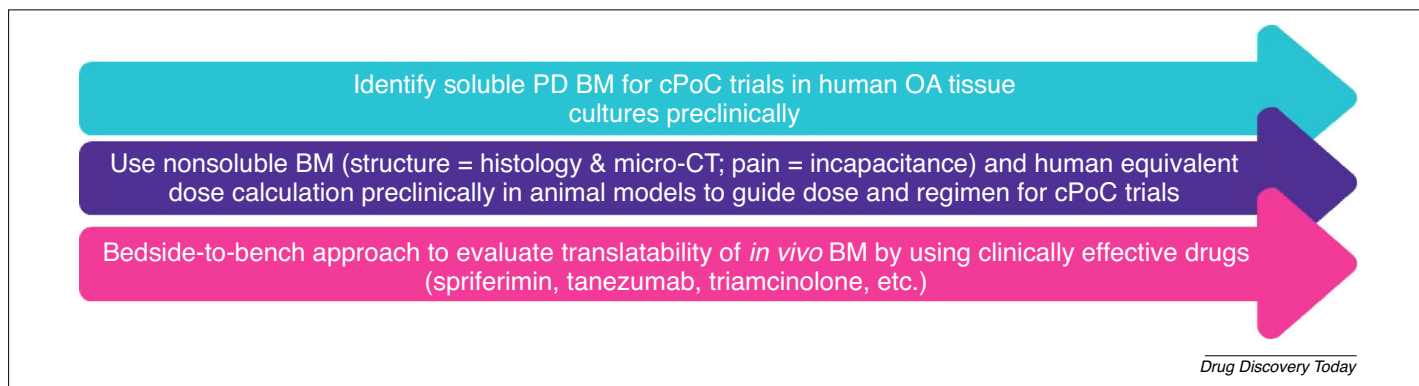 Identify soluble PD BM for cPoC trials in human OA tissue
cultures preclinically
Use nonsoluble BM (structure = histology & micro-CT; pain = incapacitance) and human equivalent
dose calculation preclinically in animal models to guide dose and regimen for cPoC trials
Bedside-to-bench approach to evaluate translatability of in vivo BM by using clinically effective drugs
(spriferimin, tanezumab, triamcinolone, etc.)
Drug Discovery Today